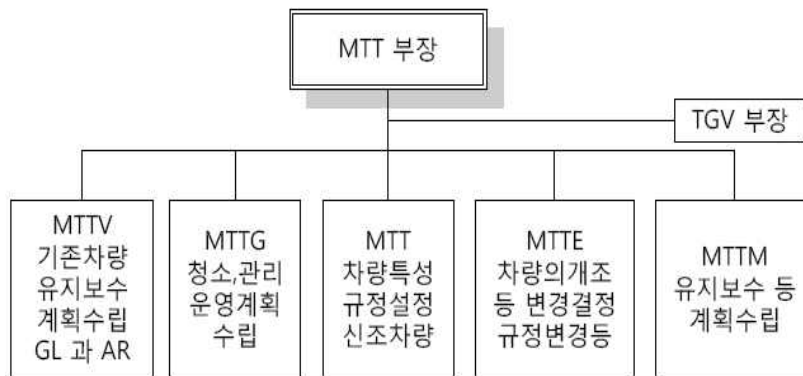 MTT 부장
TGV 부장
MTTV
기존차량
유지보수
계획수립
GL 과 AR
MTTG
청소,관리
운영계획
수립
MTT
차량특성
규정설정
신조차량
MTTE
차량의개조
등 변경결정
규정변경등
MTTM
유지보수 등
계획수립